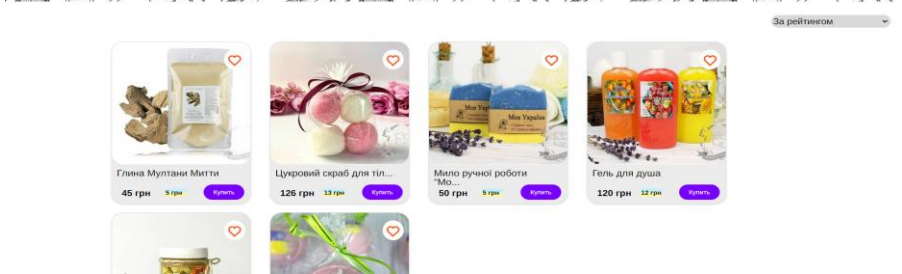 За рейтингом
Глина Мултани Митти
45 грн 5 грн Купить
Цукровий скраб для тіл...
126 грн 13 грн Купить
Мило ручної роботи
"Мо...
50 грн 5 грн Купить
Гель для душа
120 грн 12 грн Купить
Моя Україна